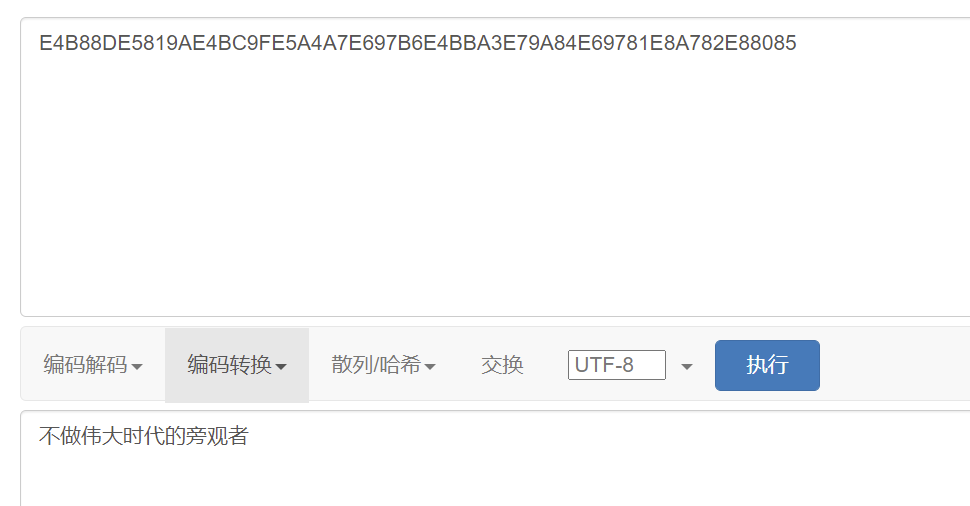 E4B88DE5819AE4BC9FE5A4A7E697B6E4BBA3E79A84E69781E8A782E88085
编码解码 编码转换 散列/哈希 交换 UTF-8 执行
不做伟大时代的旁观者